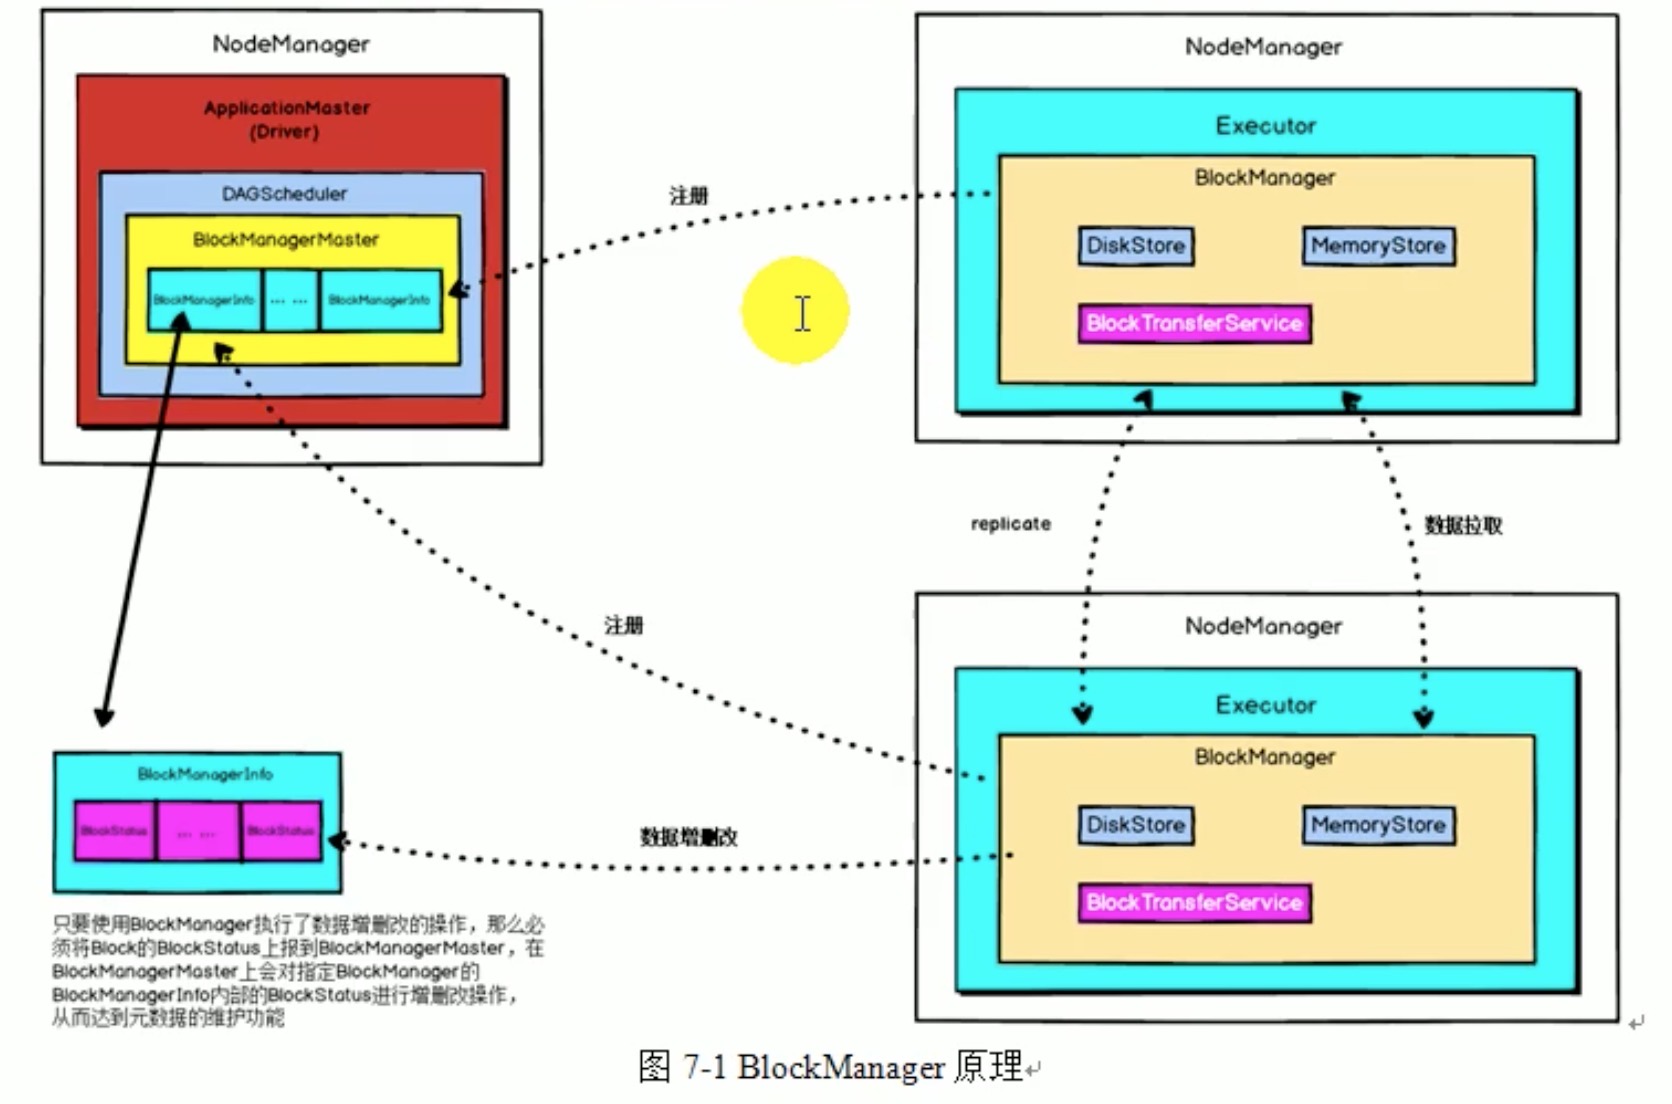 NodeManager
ApplicationMaster
(Driver)
DAGScheduler
BlockManagerMaster
BlockManagerInfo
... ...
BlockManagerInfo
注册
NodeManager
Executor
BlockManager
DiskStore
MemoryStore
BlockTransferService
replicate
数据拉取
注册
NodeManager
Executor
BlockManager
DiskStore
MemoryStore
BlockTransferService
数据增删改
BlockManagerInfo
BlockStatus
... ...
BlockStatus
只要使用BlockManager执行了数据增删改的操作，那么必
须将Block的BlockStatus上报到BlockManagerMaster，在
BlockManagerMaster上会对指定BlockManager的
BlockManagerInfo内部的BlockStatus进行增删改操作，
从而达到元数据的维护功能
图 7-1 BlockManager 原理